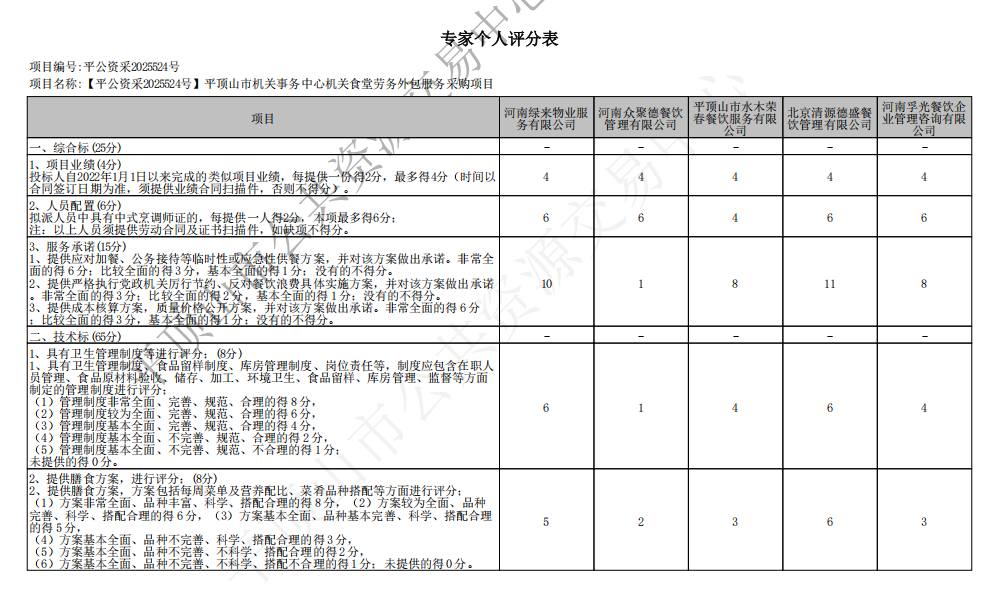 专家个人评分表
项目编号:平公资采2025524号
项目名称:【平公资采2025524号】平顶山市机关事务中心机关食堂劳务外包服务采购项目
项目
河南绿来物业服
务有限公司
河南众聚德餐饮
管理有限公司
平顶山市水木荣
春餐饮服务有限
公司
北京清源德盛餐
饮管理有限公司
河南孚光餐饮企
业管理咨询有限
公司
一、综合标(25分) － － － － －
1、项目业绩(4分)
投标人自2022年1月1日以来完成的类似项目业绩，每提供一份得2分，最多得4分（时间以
合同签订日期为准，须提供业绩合同扫描件，否则不得分）。
4 4 4 4 4
2、人员配置(6分)
拟派人员中具有中式烹调师证的，每提供一人得2分，本项最多得6分；
注：以上人员须提供劳动合同及证书扫描件，如缺项不得分。
6 6 4 6 6
3、服务承诺(15分)
1、提供应对加餐、公务接待等临时性或应急性供餐方案，并对该方案做出承诺。非常全
面的得６分；比较全面的得３分，基本全面的得１分；没有的不得分。
2、提供严格执行党政机关厉行节约、反对餐饮浪费具体实施方案，并对该方案做出承诺
。非常全面的得３分；比较全面的得２分，基本全面的得１分；没有的不得分。
3、提供成本核算方案，质量价格公开方案，并对该方案做出承诺。非常全面的得６分
；比较全面的得３分，基本全面的得１分；没有的不得分。
10 1 8 11 8
二、技术标(65分) － － － － －
1、具有卫生管理制度等进行评分；(8分)
1、具有卫生管理制度、食品留样制度、库房管理制度、岗位责任等，制度应包含在职人
员管理、食品原材料验收、储存、加工、环境卫生、食品留样、库房管理、监督等方面
制定的管理制度进行评分；
（1）管理制度非常全面、完善、规范、合理的得８分，
（2）管理制度较为全面、完善、规范、合理的得６分，
（3）管理制度基本全面、完善、规范、合理的得４分，
（4）管理制度基本全面、不完善、规范、合理的得２分，
（5）管理制度基本全面、不完善、规范、不合理的得１分；
未提供的得０分。
6 1 4 6 4
2、提供膳食方案，进行评分；(8分)
2、提供膳食方案，方案包括每周菜单及营养配比、菜肴品种搭配等方面进行评分；
（1）方案非常全面、品种丰富、科学、搭配合理的得８分，（2）方案较为全面、品种
完善、科学、搭配合理的得６分，（3）方案基本全面、品种基本完善、科学、搭配合理
的得５分，
（4）方案基本全面、品种不完善、科学、搭配合理的得３分，
（5）方案基本全面、品种不完善、不科学、搭配合理的得２分，
（6）方案基本全面、品种不完善、不科学、搭配不合理的得１分；未提供的得０分。
5 2 3 6 3
平顶山市公共资源交易中心
平顶山市公共资源交易中心